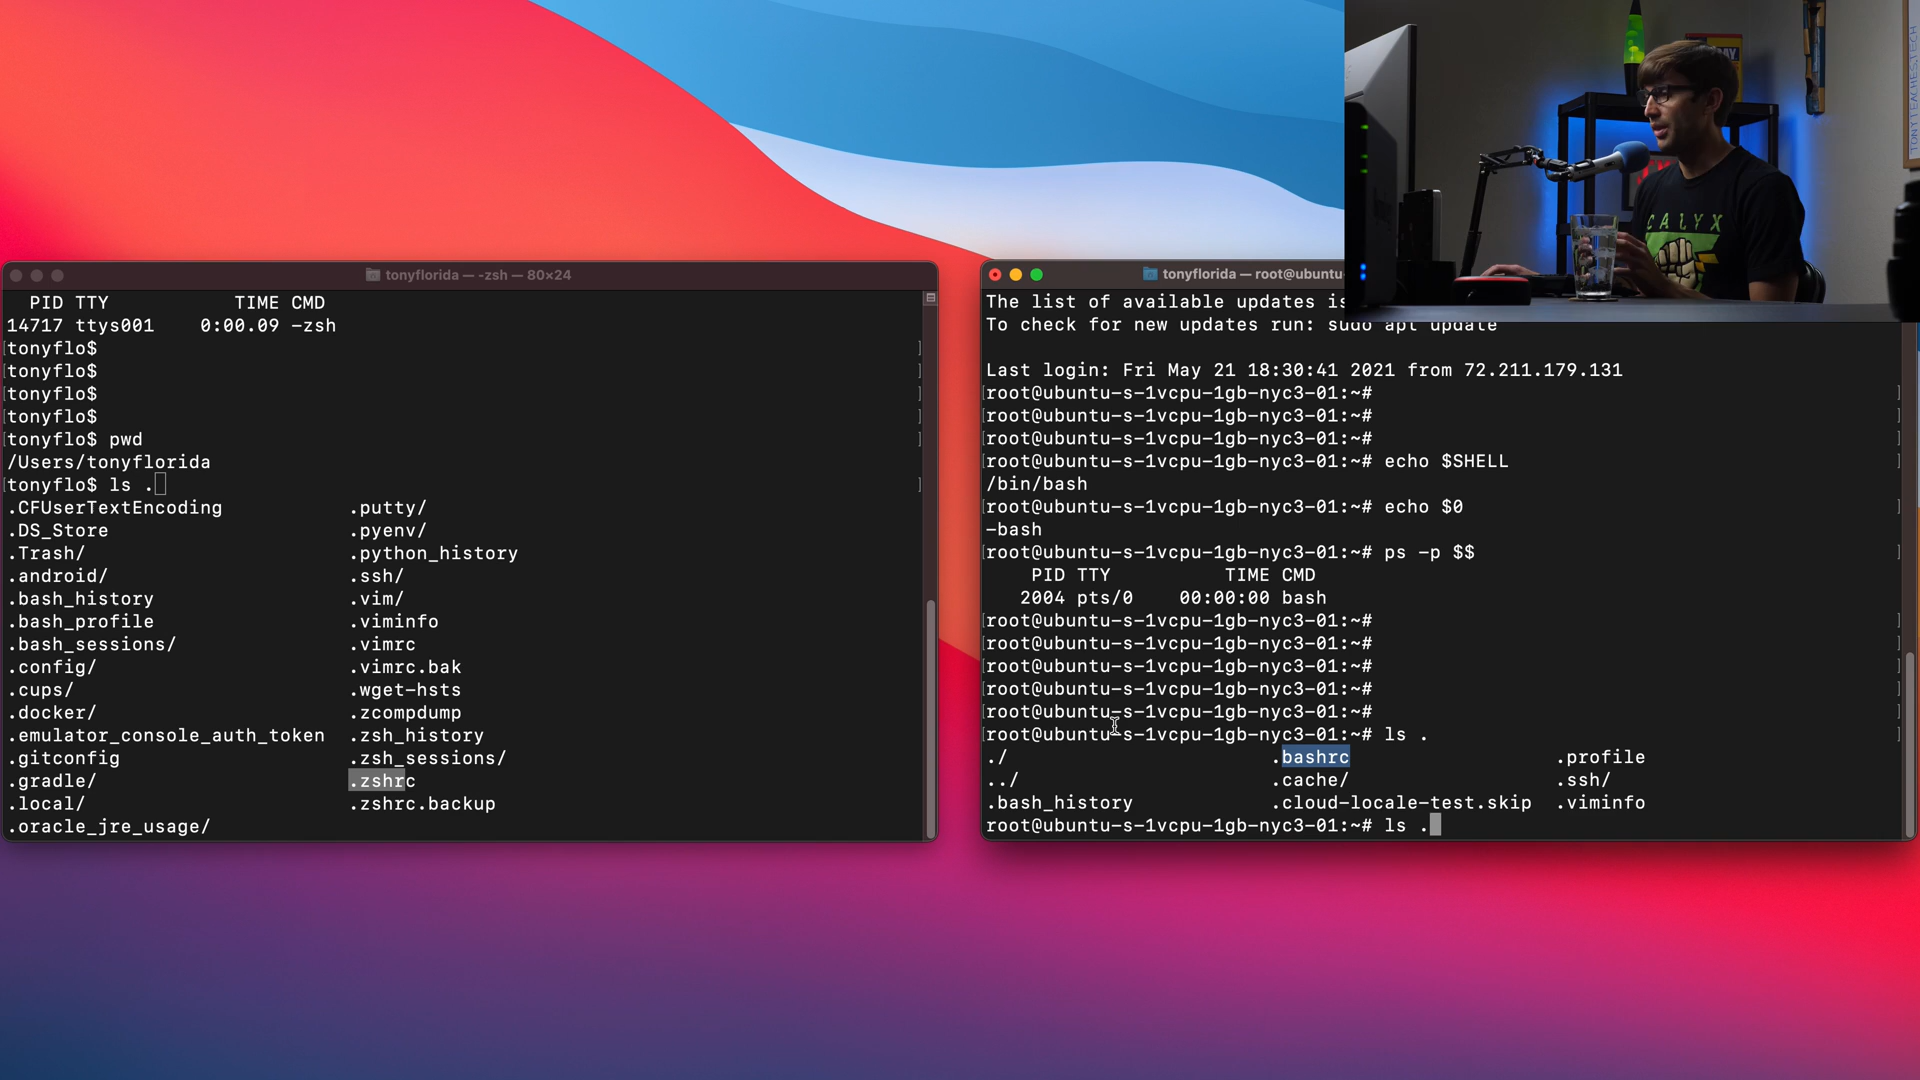 tonyflorida — -zsh — 80×24
PID TTY TIME CMD
14717 ttys001 0:00.09 -zsh
[tonyflo$ ]
[tonyflo$ ]
[tonyflo$ ]
[tonyflo$ ]
[tonyflo$ pwd ]
/Users/tonyflorida
[tonyflo$ ls . ]
.CFUserTextEncoding .putty/
.DS_Store .pyenv/
.Trash/ .python_history
.android/ .ssh/
.bash_history .vim/
.bash_profile .viminfo
.bash_sessions/ .vimrc
.config/ .vimrc.bak
.cups/ .wget-hsts
.docker/ .zcompdump
.emulator_console_auth_token .zsh_history
.gitconfig .zsh_sessions/
.gradle/ .zshrc
.local/ .zshrc.backup
.oracle_jre_usage/
tonyflorida — root@ubuntu-
The list of available updates is
To check for new updates run: sudo apt update
Last login: Fri May 21 18:30:41 2021 from 72.211.179.131
[root@ubuntu-s-1vcpu-1gb-nyc3-01:~# ]
[root@ubuntu-s-1vcpu-1gb-nyc3-01:~# ]
[root@ubuntu-s-1vcpu-1gb-nyc3-01:~# ]
[root@ubuntu-s-1vcpu-1gb-nyc3-01:~# echo $SHELL ]
/bin/bash
[root@ubuntu-s-1vcpu-1gb-nyc3-01:~# echo $0 ]
-bash
[root@ubuntu-s-1vcpu-1gb-nyc3-01:~# ps -p $$ ]
PID TTY TIME CMD
2004 pts/0 00:00:00 bash
[root@ubuntu-s-1vcpu-1gb-nyc3-01:~# ]
[root@ubuntu-s-1vcpu-1gb-nyc3-01:~# ]
[root@ubuntu-s-1vcpu-1gb-nyc3-01:~# ]
[root@ubuntu-s-1vcpu-1gb-nyc3-01:~# ]
[root@ubuntu-s-1vcpu-1gb-nyc3-01:~# ]
[root@ubuntu-s-1vcpu-1gb-nyc3-01:~# ls . ]
./ .bashrc .profile
../ .cache/ .ssh/
.bash_history .cloud-locale-test.skip .viminfo
root@ubuntu-s-1vcpu-1gb-nyc3-01:~# ls .
CALYX
TONYTEACHES.TECH